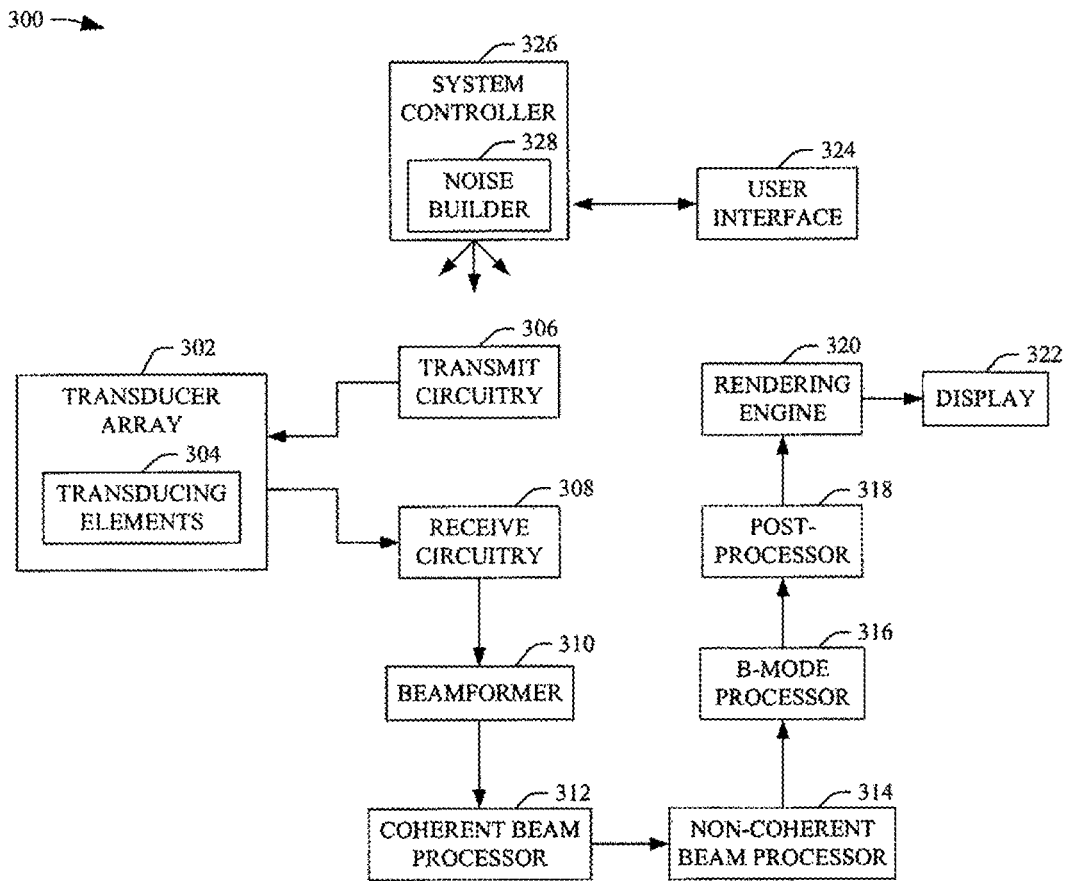 300
326
SYSTEM
CONTROLLER
328
NOISE
BUILDER
324
USER
INTERFACE
302
TRANSDUCER
ARRAY
304
TRANSDUCING
ELEMENTS
306
TRANSMIT
CIRCUITRY
308
RECEIVE
CIRCUITRY
310
BEAMFORMER
312
COHERENT BEAM
PROCESSOR
314
NON-COHERENT
BEAM PROCESSOR
316
B-MODE
PROCESSOR
318
POST-
PROCESSOR
320
RENDERING
ENGINE
322
DISPLAY